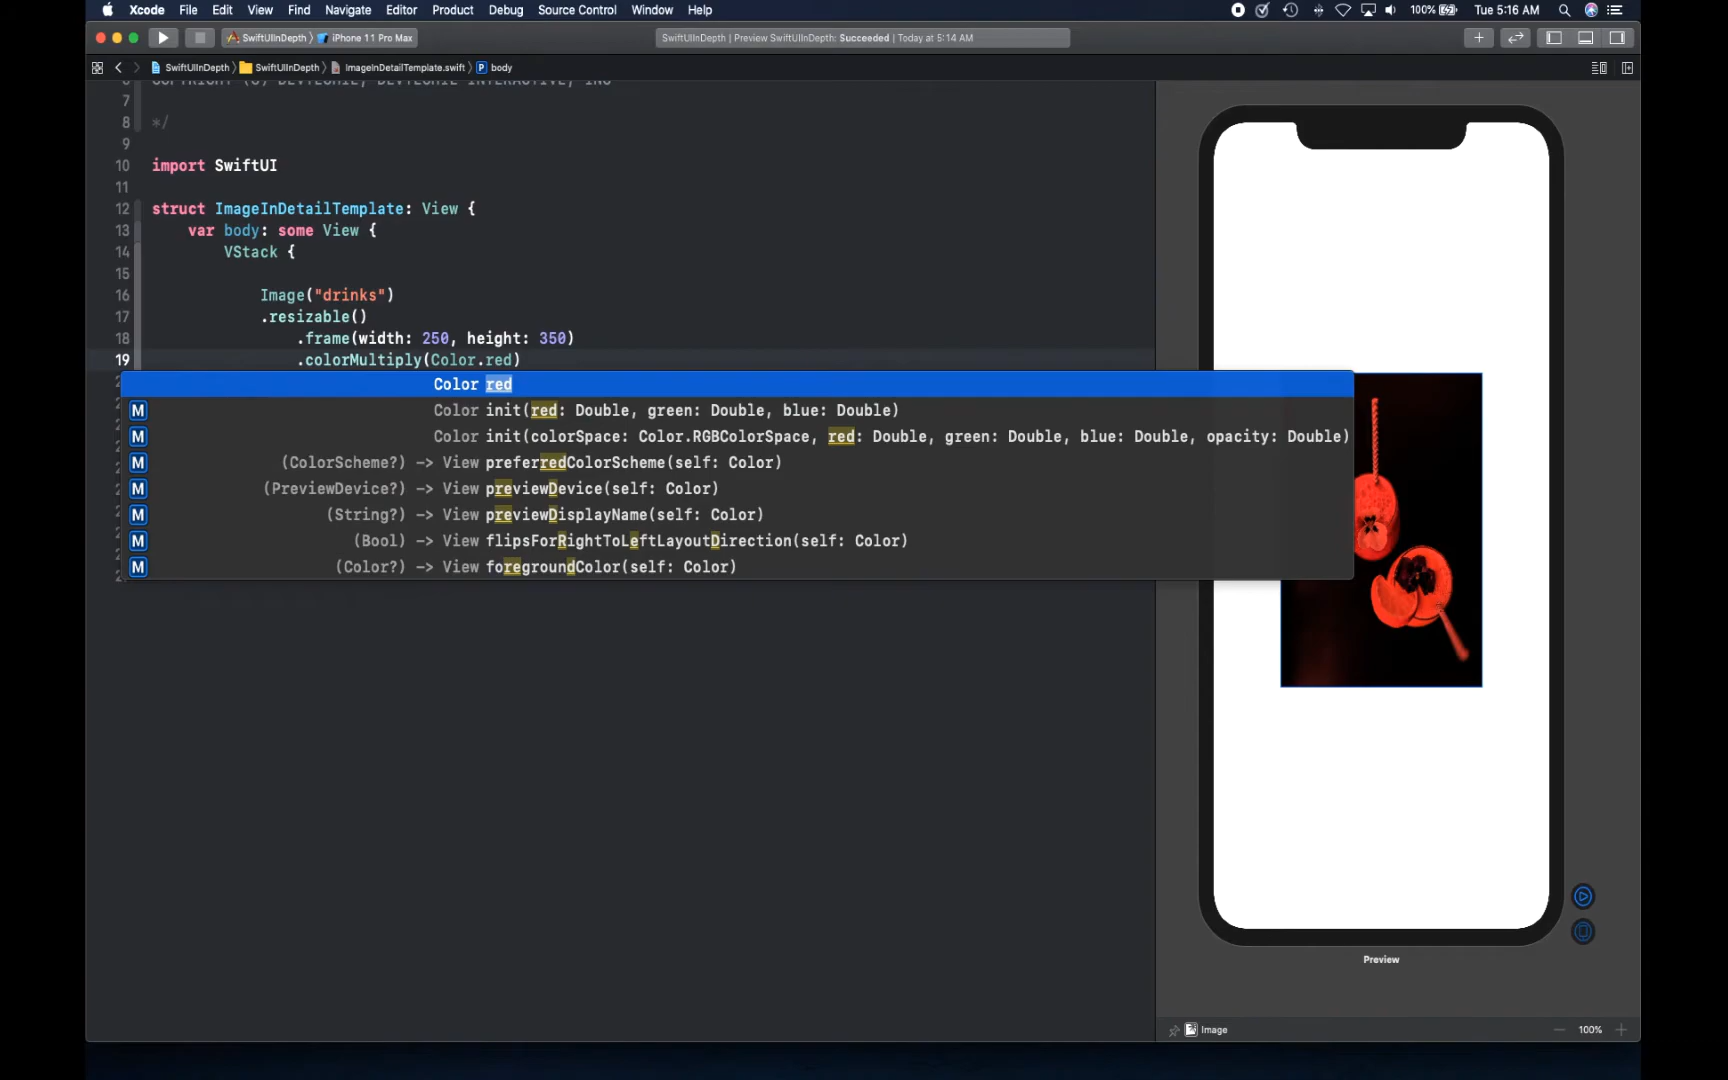 Xcode File Edit View Find Navigate Editor Product Debug Source Control Window Help 100% Tue 5:16 AM
SwiftUIInDepth iPhone 11 Pro Max SwiftUIInDepth | Preview SwiftUIInDepth: Succeeded | Today at 5:14 AM
SwiftUIInDepth SwiftUIInDepth ImageInDetailTemplate.swift P body
7
8 */
9
10 import SwiftUI
11
12 struct ImageInDetailTemplate: View {
13 var body: some View {
14 VStack {
15
16 Image("drinks")
17 .resizable()
18 .frame(width: 250, height: 350)
19 .colorMultiply(Color.red)
Color red
M Color init(red: Double, green: Double, blue: Double)
M Color init(colorSpace: Color.RGBColorSpace, red: Double, green: Double, blue: Double, opacity: Double)
M (ColorScheme?) -> View preferredColorScheme(self: Color)
M (PreviewDevice?) -> View previewDevice(self: Color)
M (String?) -> View previewDisplayName(self: Color)
M (Bool) -> View flipsForRightToLeftLayoutDirection(self: Color)
M (Color?) -> View foregroundColor(self: Color)
Preview
Image 100%